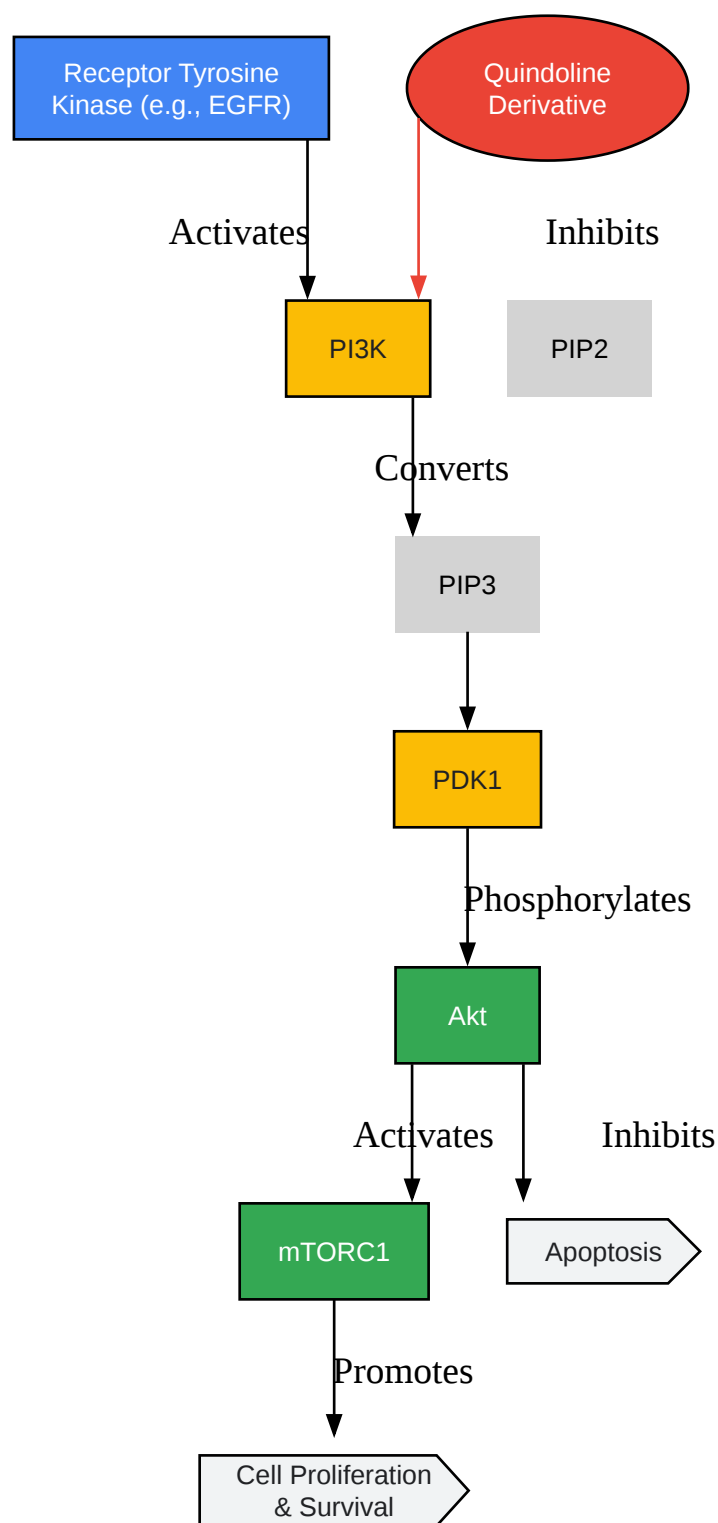 Receptor Tyrosine
Kinase (e.g., EGFR)
Quindoline
Derivative
Activates
Inhibits
PI3K
PIP2
Converts
PIP3
PDK1
Phosphorylates
Akt
Activates
Inhibits
mTORC1
Apoptosis
Promotes
Cell Proliferation
& Survival